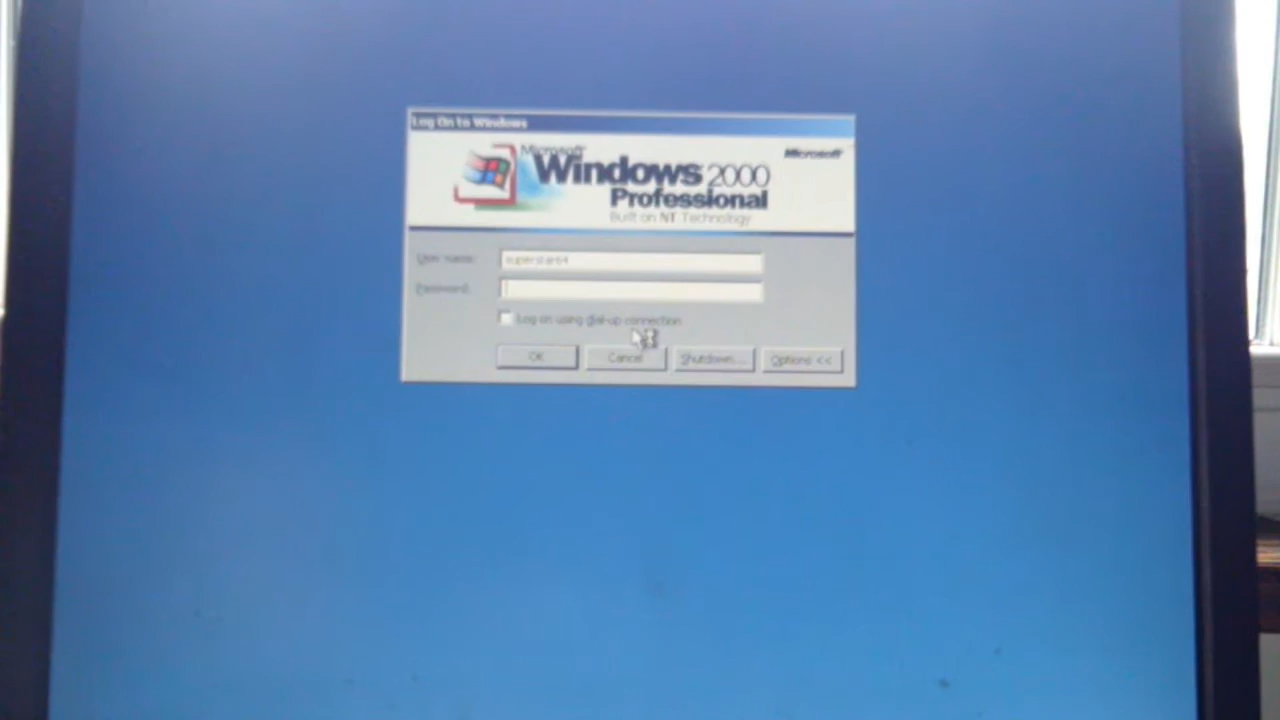 Log On to Windows
Microsoft
Microsoft
Windows 2000
Professional
Built on NT Technology
User name:
superstar64
Password:
Log on using dial-up connection
OK
Cancel
Shutdown...
Options <<